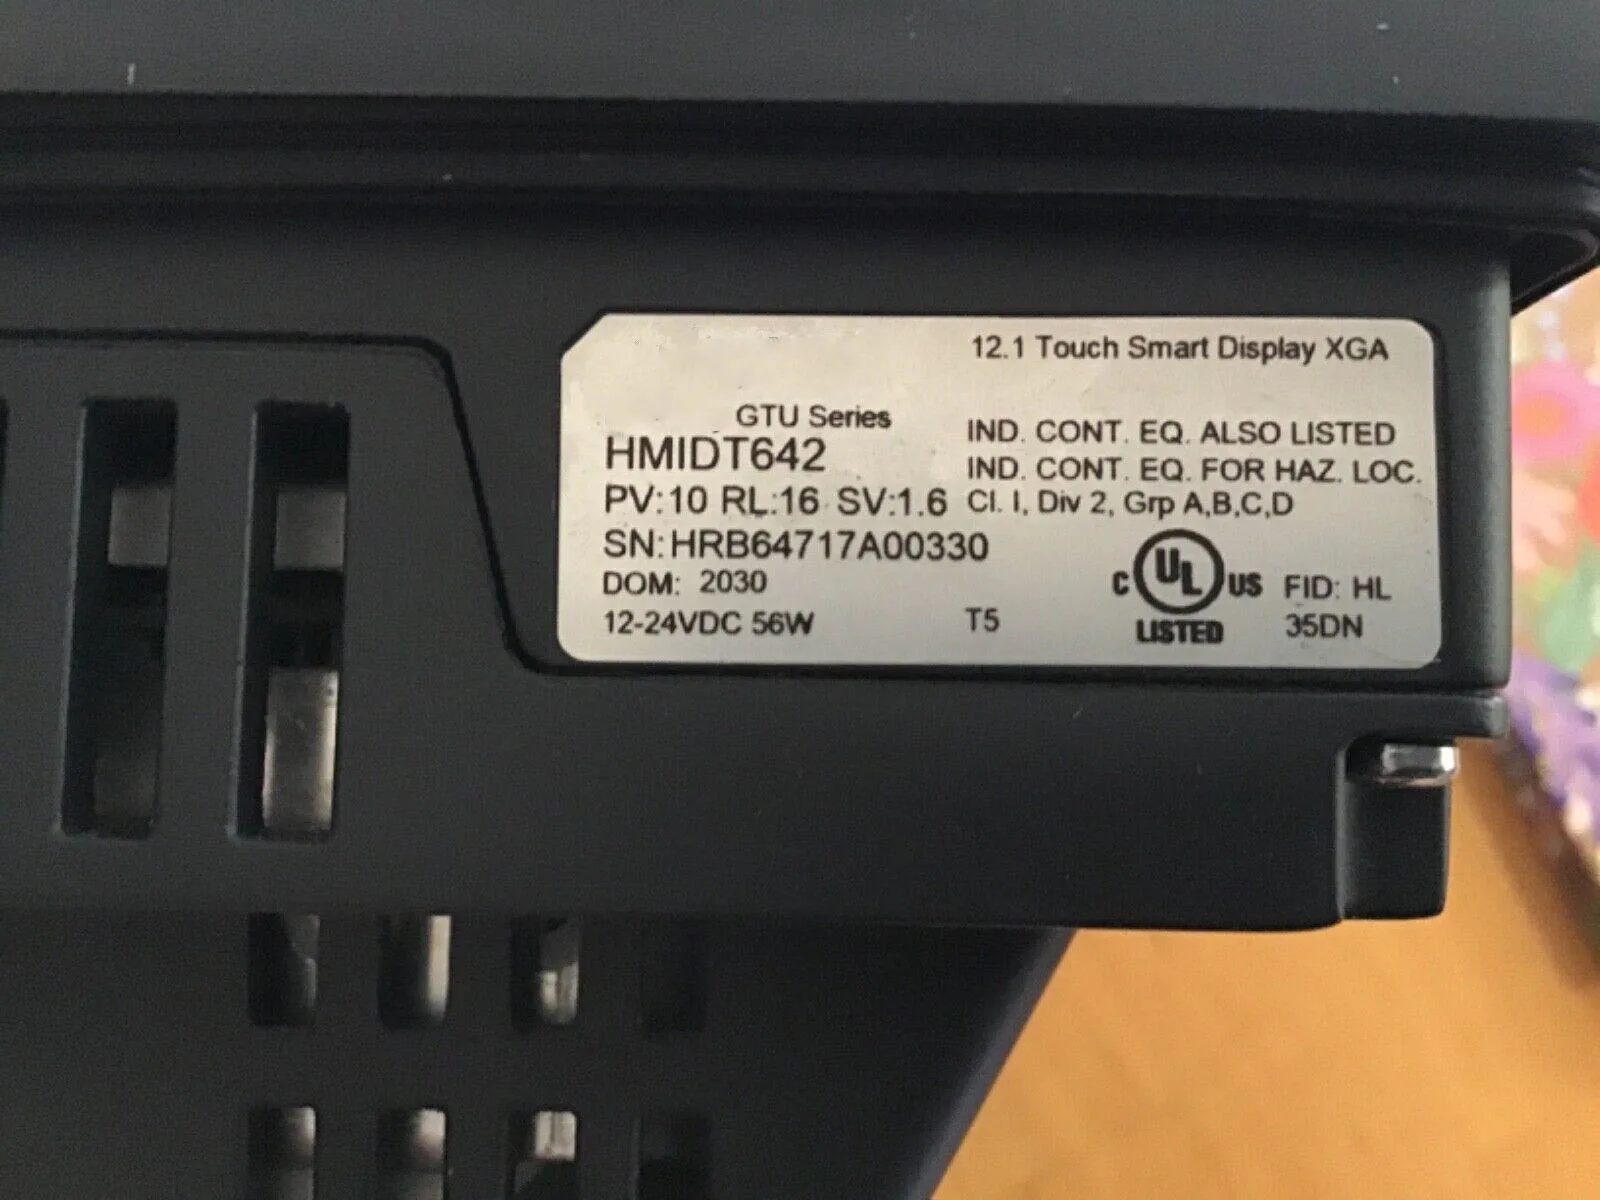 12.1 Touch Smart Display XGA
GTU Series
HMIDT642
PV:10 RL:16 SV:1.6
SN:HRB64717A00330
DOM: 2030
12-24VDC 56W
IND. CONT. EQ. ALSO LISTED
IND. CONT. EQ. FOR HAZ. LOC.
Cl. I, Div 2, Grp A,B,C,D
T5
C UL US
LISTED
FID: HL
35DN